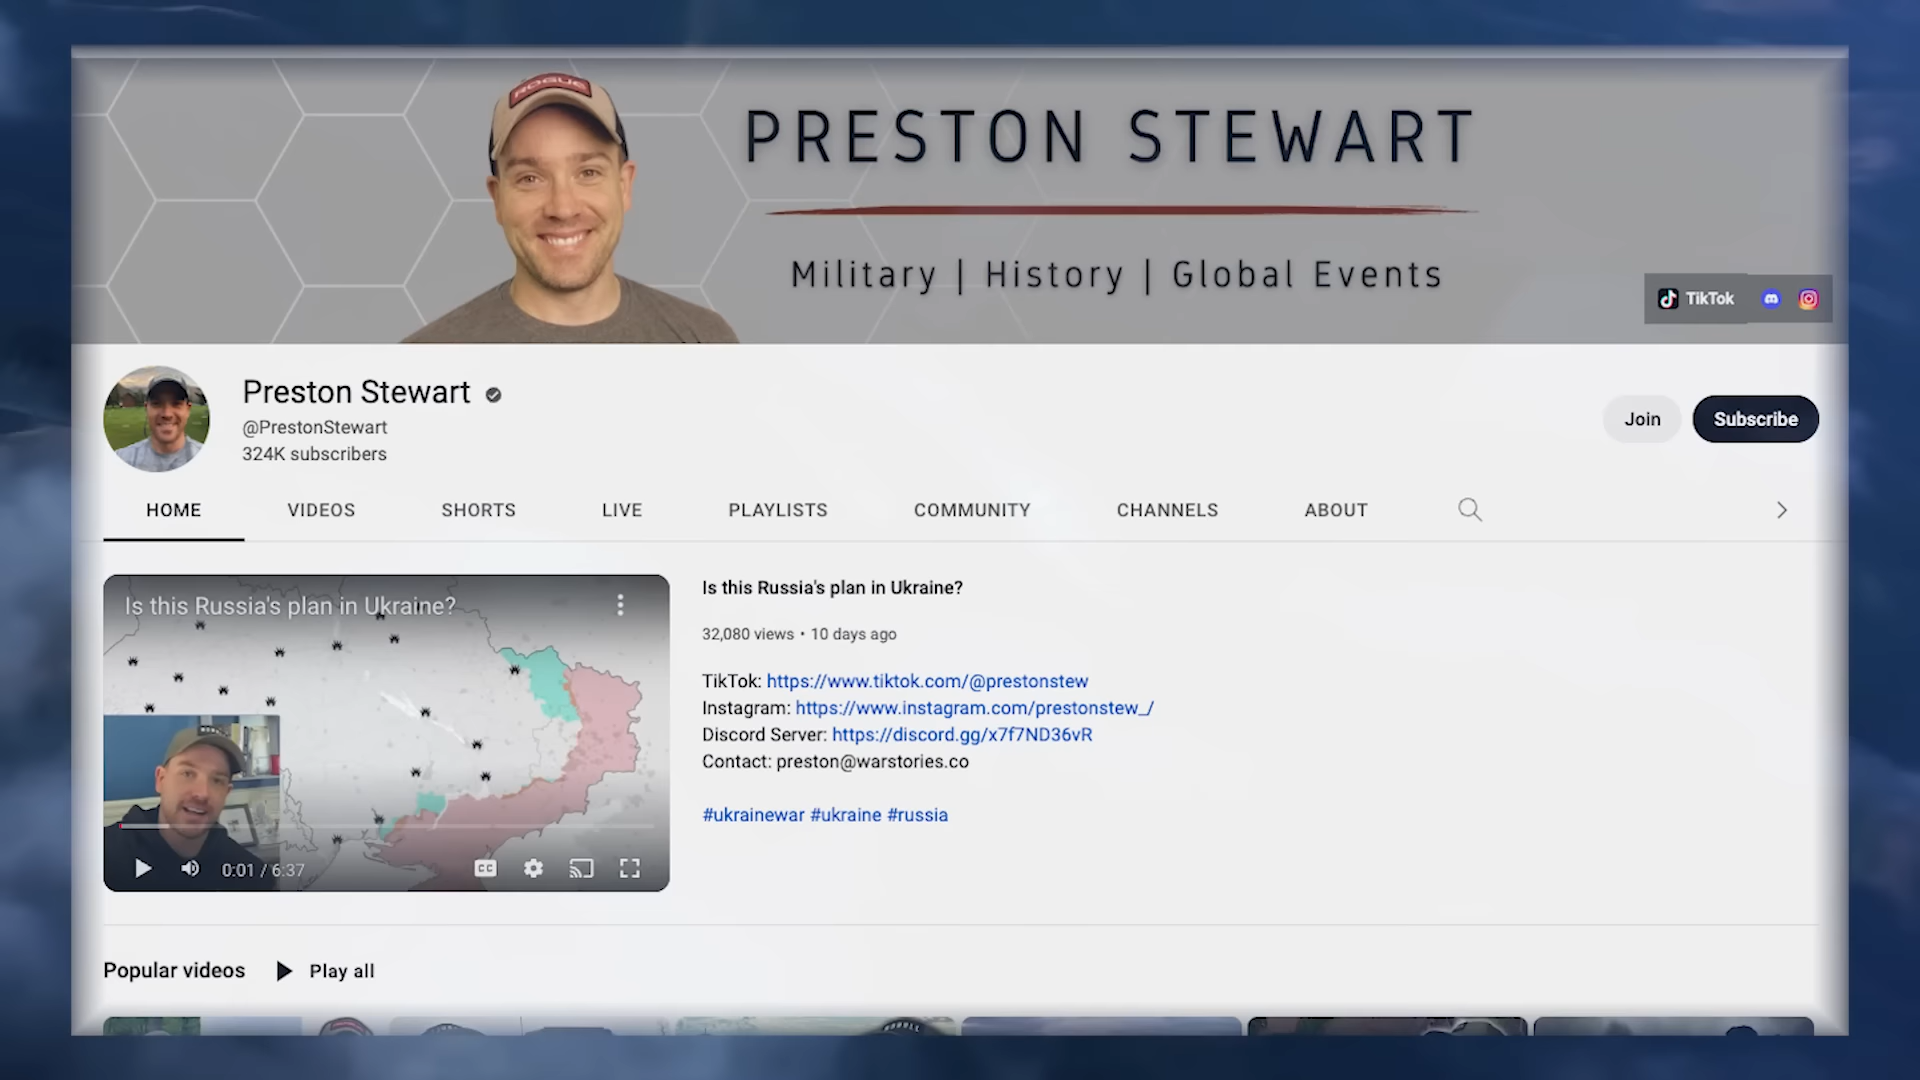 ROGUE
PRESTON STEWART
Military | History | Global Events
TikTok
Preston Stewart
@PrestonStewart
324K subscribers
Join
Subscribe
HOME
VIDEOS
SHORTS
LIVE
PLAYLISTS
COMMUNITY
CHANNELS
ABOUT
Is this Russia's plan in Ukraine?
CC
0:01 / 6:37
Is this Russia's plan in Ukraine?
32,080 views • 10 days ago
TikTok: https://www.tiktok.com/@prestonstew
Instagram: https://www.instagram.com/prestonstew_/
Discord Server: https://discord.gg/x7f7ND36vR
Contact: preston@warstories.co
#ukrainewar #ukraine #russia
Popular videos
Play all